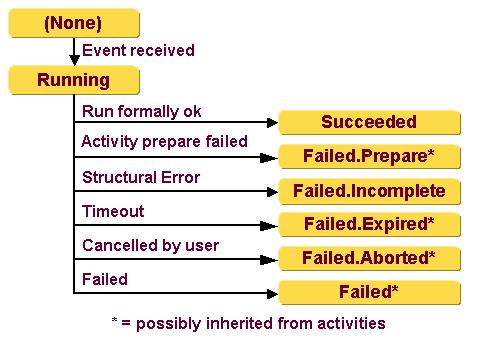 (None)
Event received
Running
Run formally ok
Succeeded
Activity prepare failed
Failed.Prepare*
Structural Error
Failed.Incomplete
Timeout
Failed.Expired*
Cancelled by user
Failed.Aborted*
Failed
Failed*
* = possibly inherited from activities